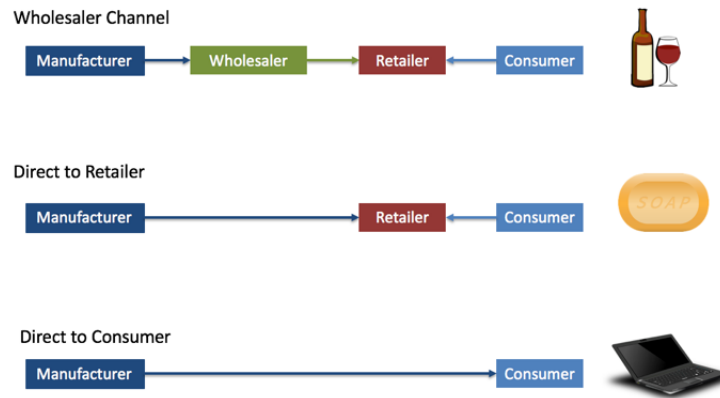 Wholesaler Channel
Manufacturer Wholesaler Retailer Consumer
Direct to Retailer
Manufacturer Retailer Consumer
SOAP
Direct to Consumer
Manufacturer Consumer